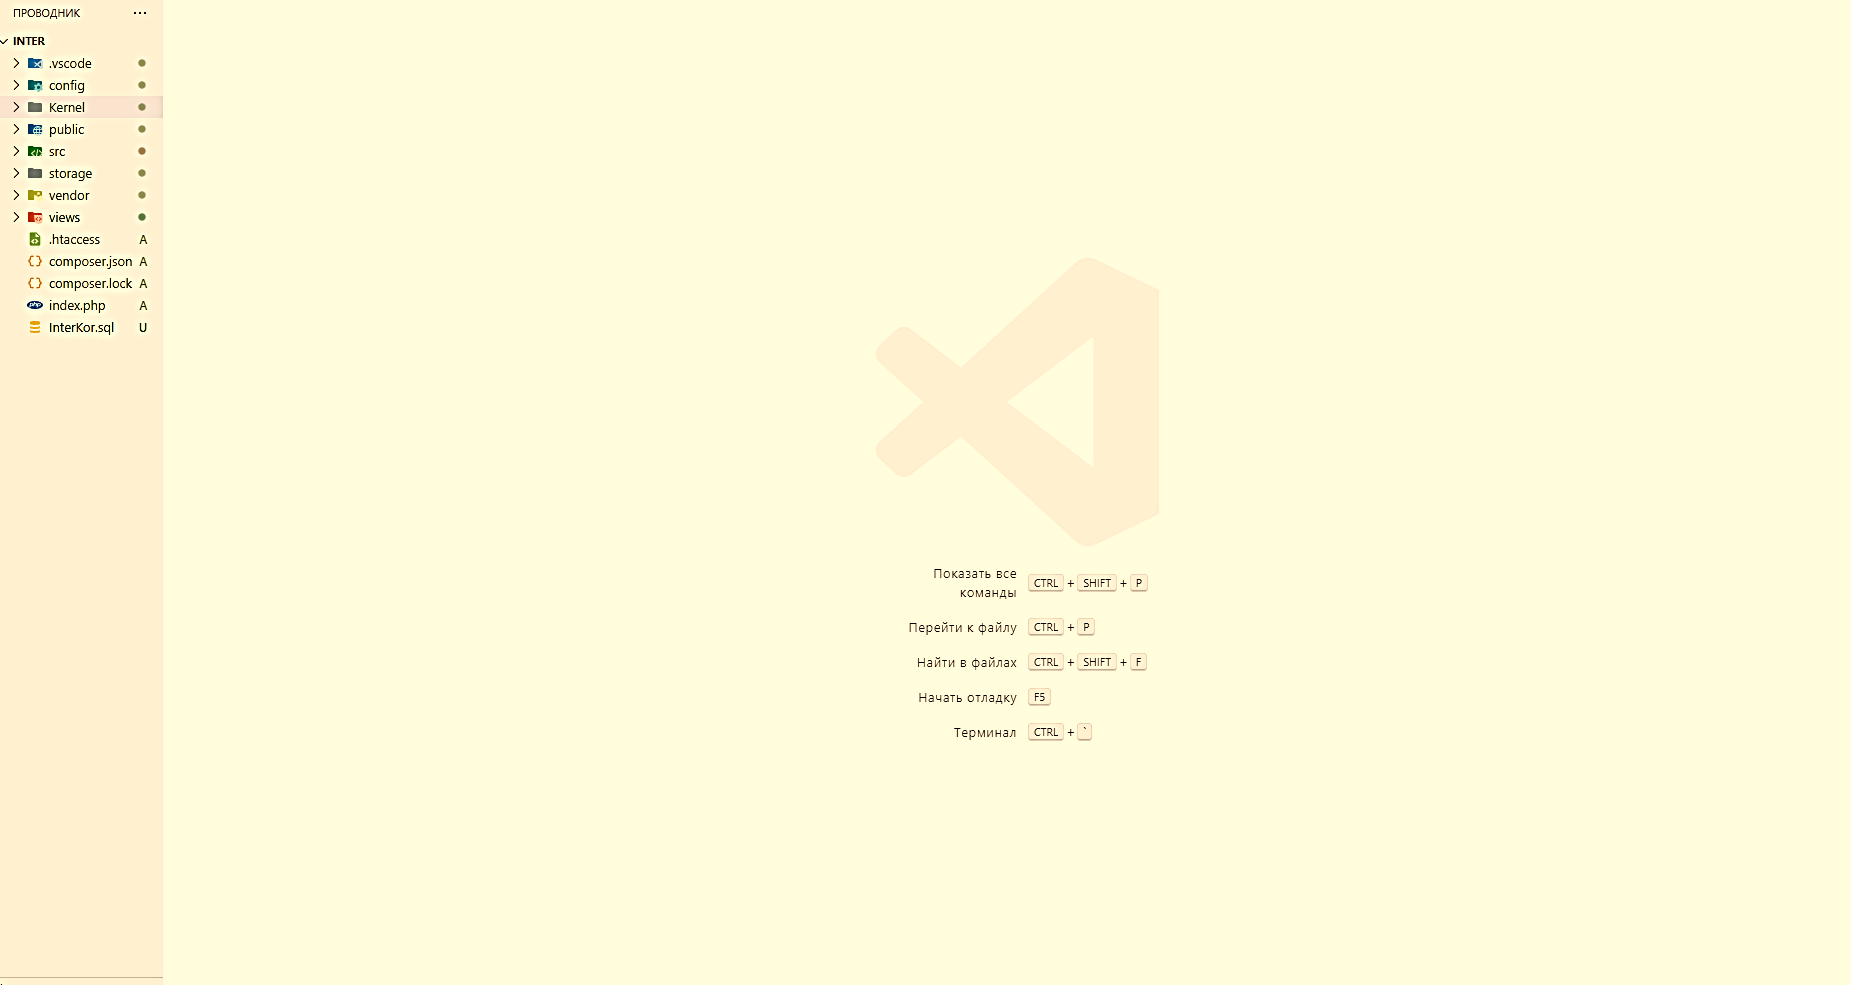 ПРОВОДНИК ...
INTER
.vscode
config
Kernel
public
src
storage
vendor
views
.htaccess A
composer.json A
composer.lock A
php index.php A
InterKor.sql U
Показать все
команды CTRL + SHIFT + P
Перейти к файлу CTRL + P
Найти в файлах CTRL + SHIFT + F
Начать отладку F5
Терминал CTRL + `